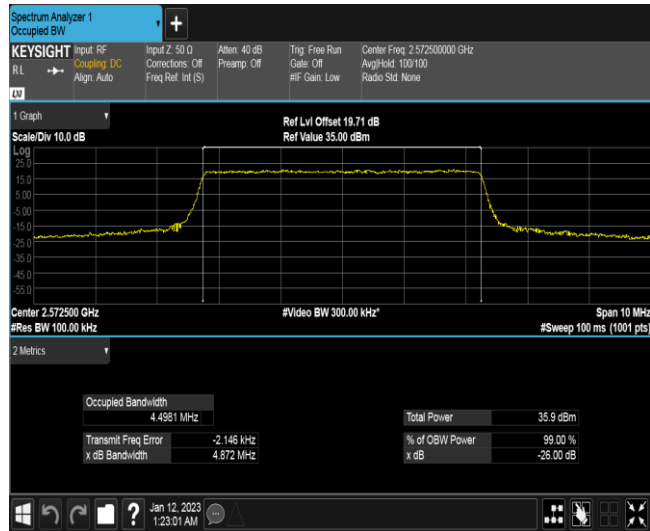 Spectrum Analyzer 1
Occupied BW
+
KEYSIGHT
RL
LXI
Input: RF
Coupling: DC
Align: Auto
Input Z: 50 Ω
Corrections: Off
Freq Ref: Int (S)
Atten: 40 dB
Preamp: Off
Trig: Free Run
Gate: Off
#IF Gain: Low
Center Freq: 2.572500000 GHz
Avg|Hold: 100/100
Radio Std: None
1 Graph
Scale/Div 10.0 dB
Ref Lvl Offset 19.71 dB
Ref Value 35.00 dBm
Log
25.0
15.0
5.00
-5.00
-15.0
-25.0
-35.0
-45.0
-55.0
Center 2.572500 GHz
#Res BW 100.00 kHz
#Video BW 300.00 kHz*
Span 10 MHz
#Sweep 100 ms (1001 pts)
2 Metrics
Occupied Bandwidth
4.4981 MHz
Transmit Freq Error -2.146 kHz
x dB Bandwidth 4.872 MHz
Total Power 35.9 dBm
% of OBW Power 99.00 %
x dB -26.00 dB
?
Jan 12, 2023
1:23:01 AM